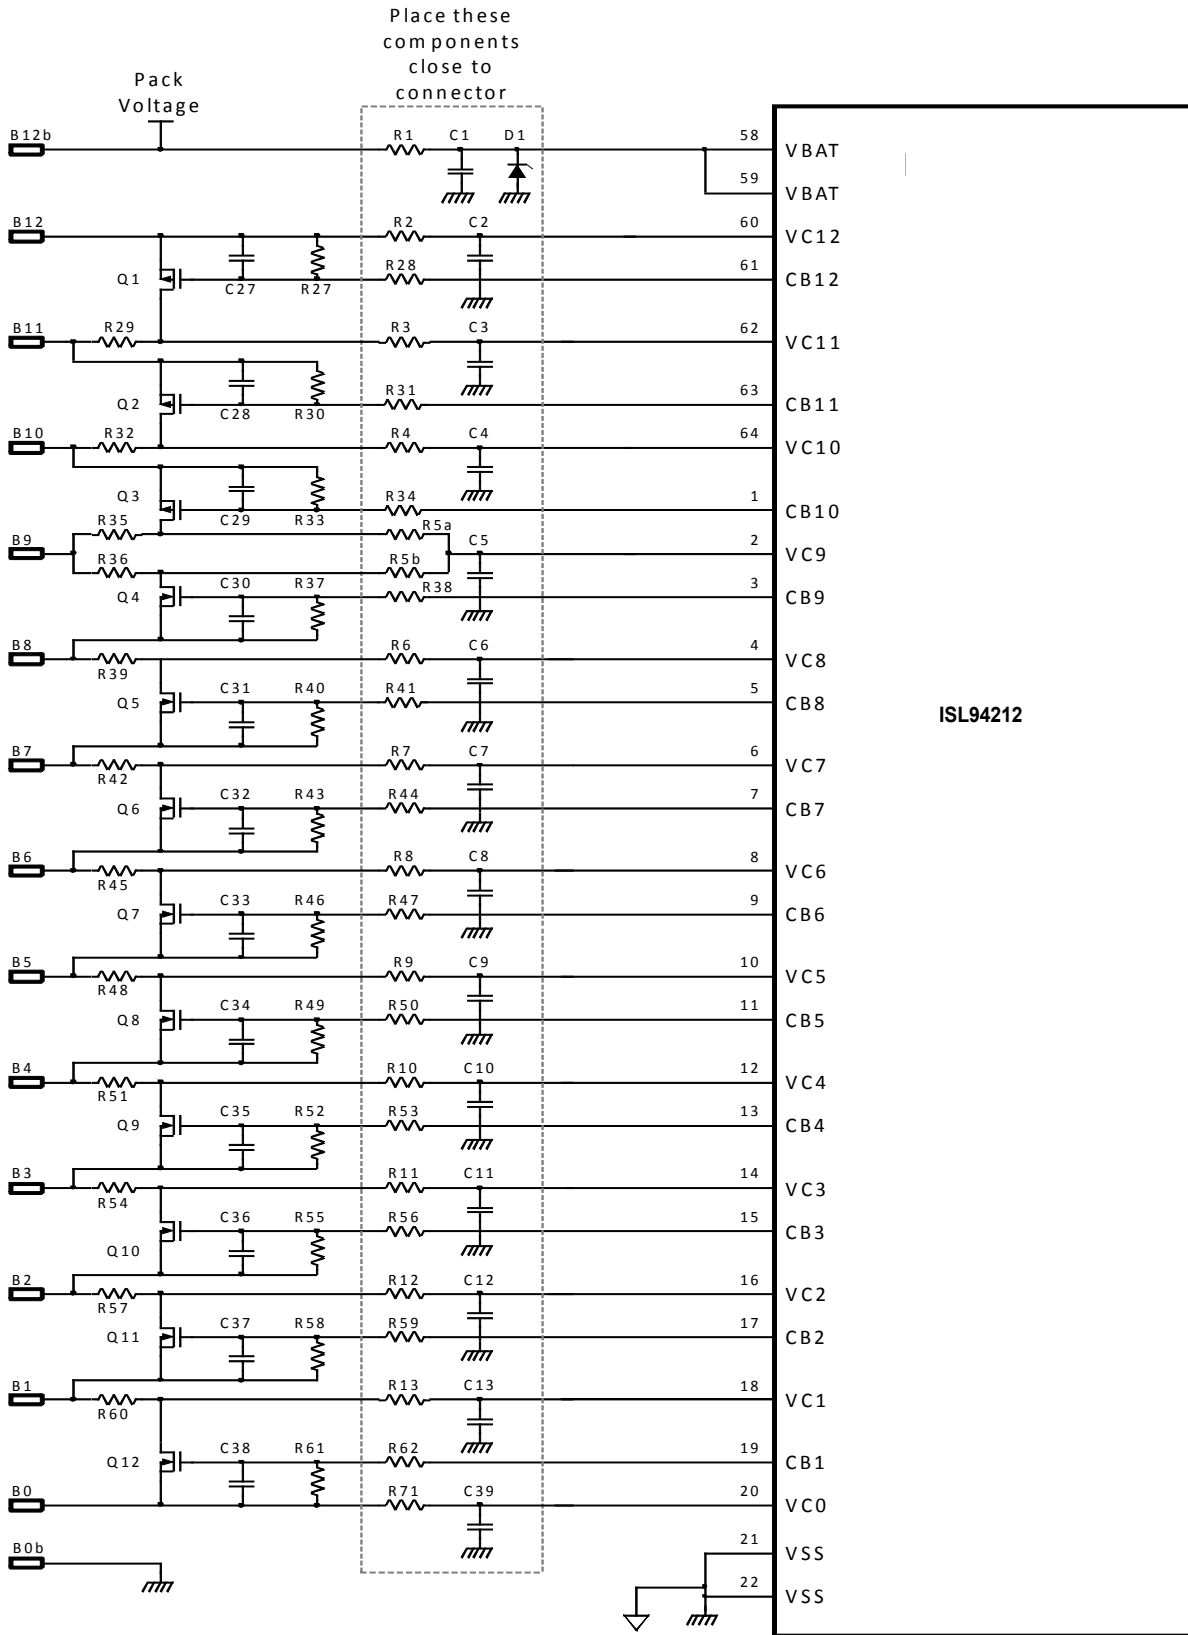 Place these
components
close to
connector
Pack
Voltage
B12b R1 C1 D1 58 VBAT
59 VBAT
B12 R2 C2 60 VC12
Q1 C27 R27 R28 61 CB12
B11 R29 R3 C3 62 VC11
Q2 C28 R30 R31 63 CB11
B10 R32 R4 C4 64 VC10
Q3 C29 R33 R34 1 CB10
R35 R5a
B9 C5 2 VC9
R36 R5b
Q4 C30 R37 R38 3 CB9
B8 R39 R6 C6 4 VC8
Q5 C31 R40 R41 5 CB8
ISL94212
B7 R42 R7 C7 6 VC7
Q6 C32 R43 R44 7 CB7
B6 R45 R8 C8 8 VC6
Q7 C33 R46 R47 9 CB6
B5 R48 R9 C9 10 VC5
Q8 C34 R49 R50 11 CB5
B4 R51 R10 C10 12 VC4
Q9 C35 R52 R53 13 CB4
B3 R54 R11 C11 14 VC3
Q10 C36 R55 R56 15 CB3
B2 R57 R12 C12 16 VC2
Q11 C37 R58 R59 17 CB2
B1 R60 R13 C13 18 VC1
Q12 C38 R61 R62 19 CB1
B0 R71 C39 20 VC0
B0b 21 VSS
22 VSS